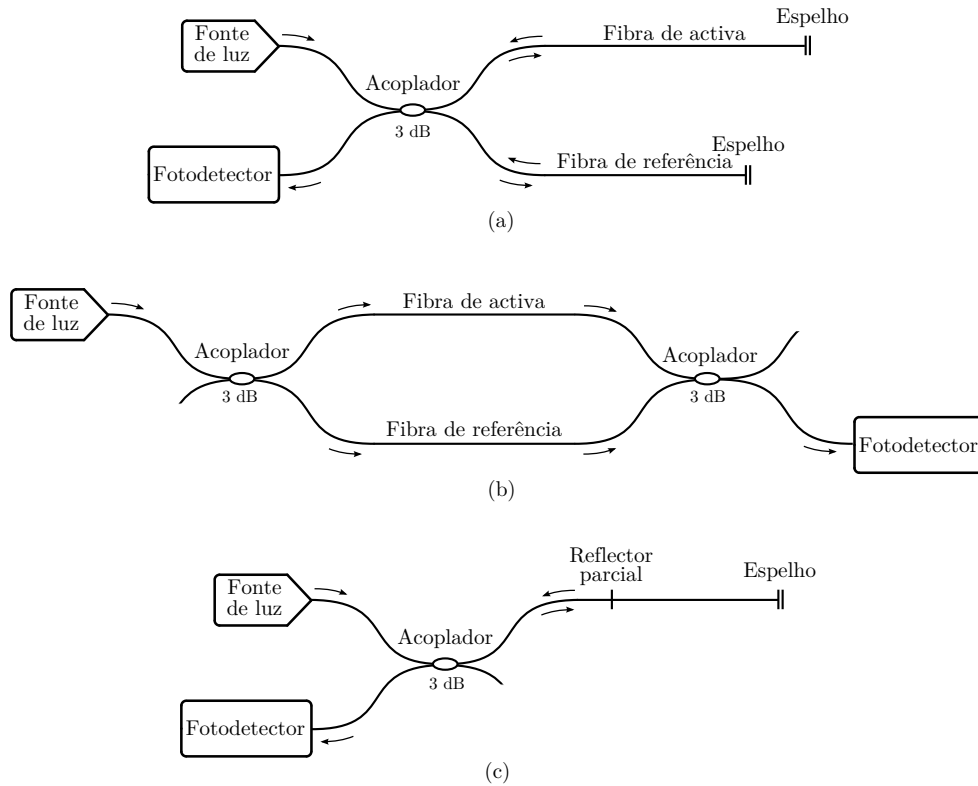 Fonte
de luz
Espelho
Fibra de activa
Acoplador
3 dB
Espelho
Fotodetector
Fibra de referência
(a)
Fonte
de luz
Fibra de activa
Acoplador
3 dB
Acoplador
3 dB
Fibra de referência
Fotodetector
(b)
Reflector
parcial
Espelho
Fonte
de luz
Acoplador
3 dB
Fotodetector
(c)